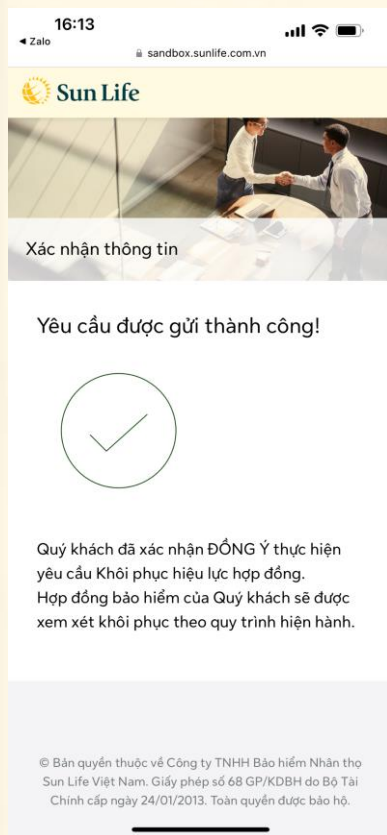 16:13
◀ Zalo
sandbox.sunlife.com.vn
Sun Life
Xác nhận thông tin
Yêu cầu được gửi thành công!
Quý khách đã xác nhận ĐỒNG Ý thực hiện
yêu cầu Khôi phục hiệu lực hợp đồng.
Hợp đồng bảo hiểm của Quý khách sẽ được
xem xét khôi phục theo quy trình hiện hành.
© Bản quyền thuộc về Công ty TNHH Bảo hiểm Nhân thọ
Sun Life Việt Nam. Giấy phép số 68 GP/KDBH do Bộ Tài
Chính cấp ngày 24/01/2013. Toàn quyền được bảo hộ.